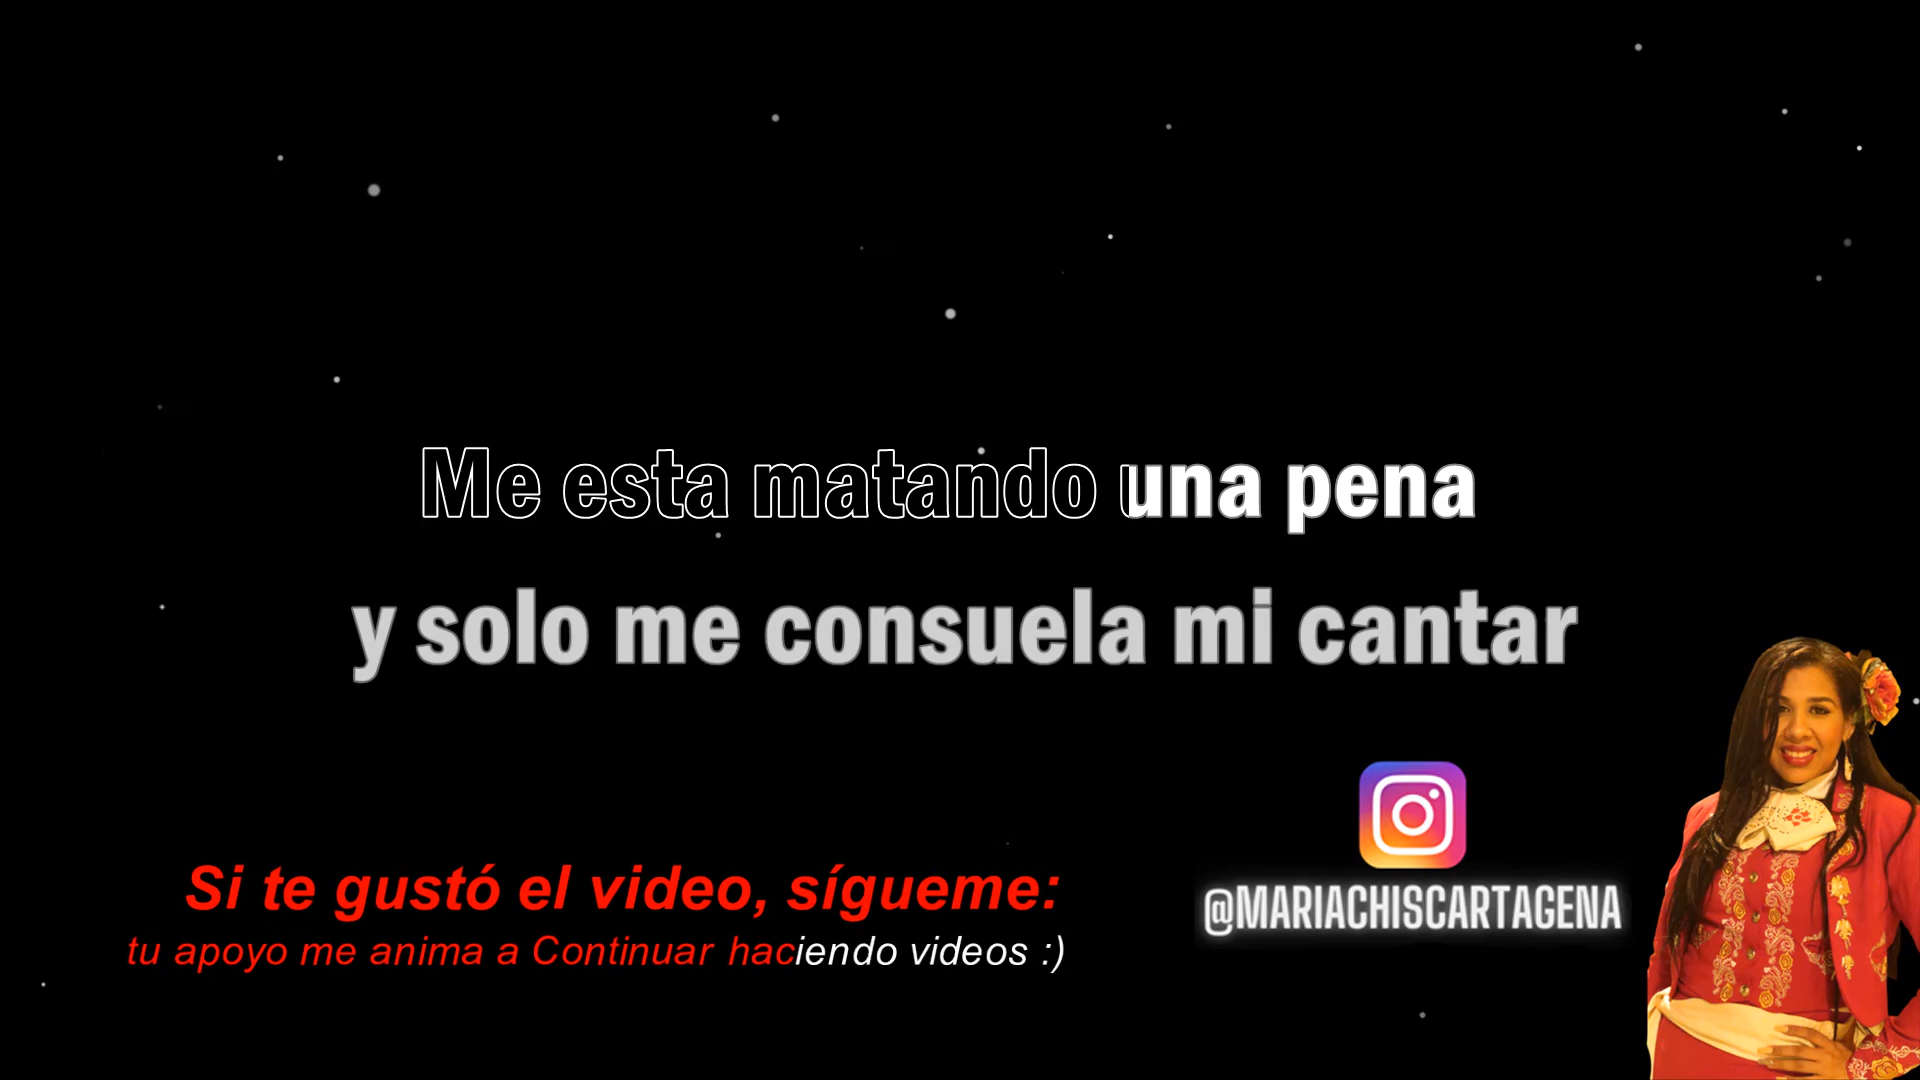 Me esta matando una pena
y solo me consuela mi cantar
Si te gustó el video, sígueme:
tu apoyo me anima a Continuar haciendo videos :)
@MARIACHISCARTAGENA